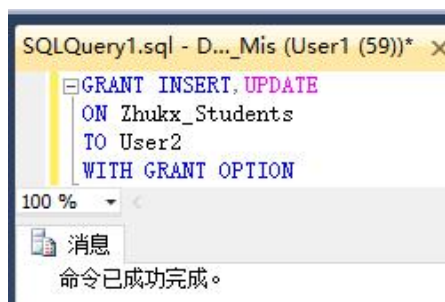 SQLQuery1.sql - D..._Mis (User1 (59))*
GRANT INSERT,UPDATE
ON Zhukx_Students
TO User2
WITH GRANT OPTION
100 %
消息
命令已成功完成。